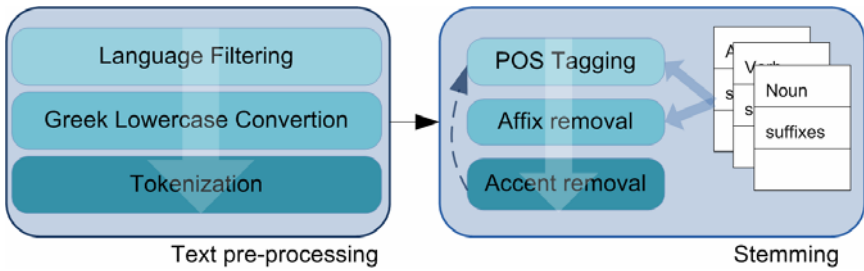 Language Filtering
Greek Lowercase Convertion
Tokenization
Text pre-processing
POS Tagging
Affix removal
Accent removal
Noun
suffixes
Stemming